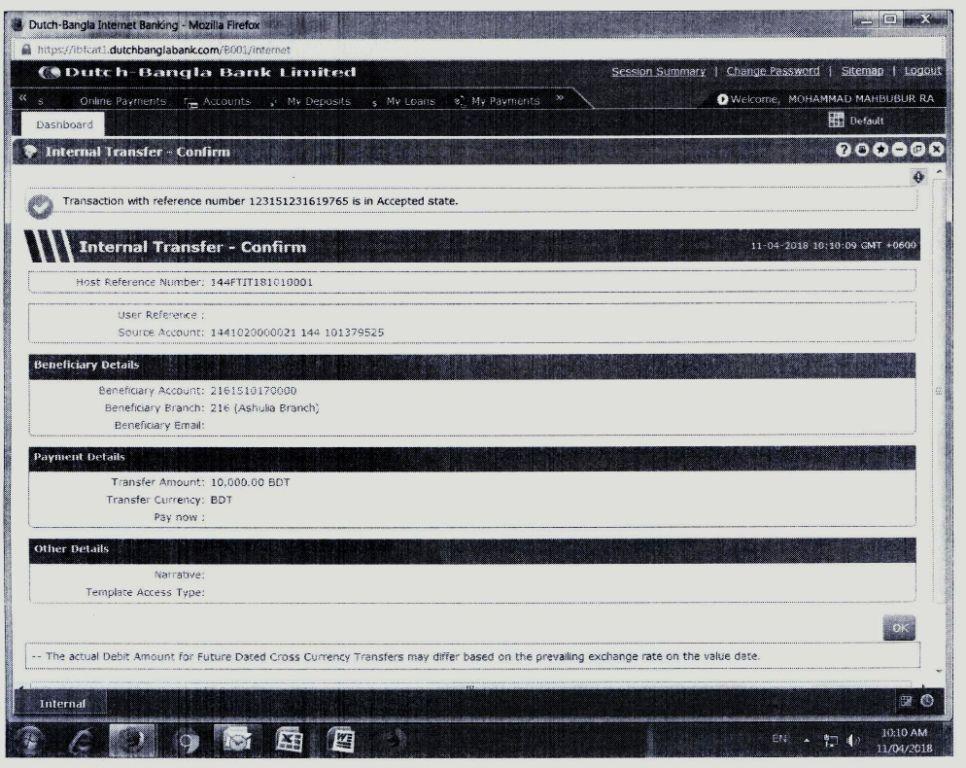 Dutch-Bangla Internet Banking - Mozilla Firefox
https://ibfcat1.dutchbanglabank.com/B001/internet
Dutch-Bangla Bank Limited
Session Summary | Change Password | Sitemap | Logout
« s Online Payments Accounts My Deposits s My Loans My Payments »
Welcome, MOHAMMAD MAHBUBUR RA
Dashboard
Default
Internal Transfer - Confirm
Transaction with reference number 123151231619765 is in Accepted state.
Internal Transfer - Confirm
11-04-2018 10:10:09 GMT +0600
Host Reference Number: 144FTIT181010001
User Reference :
Source Account: 1441020000021 144 101379525
Beneficiary Details
Beneficiary Account: 2161510170000
Beneficiary Branch: 216 (Ashulia Branch)
Beneficiary Email:
Payment Details
Transfer Amount: 10,000.00 BDT
Transfer Currency: BDT
Pay now :
Other Details
Narrative:
Template Access Type:
OK
-- The actual Debit Amount for Future Dated Cross Currency Transfers may differ based on the prevailing exchange rate on the value date.
Internal
EN
10:10 AM
11/04/2018